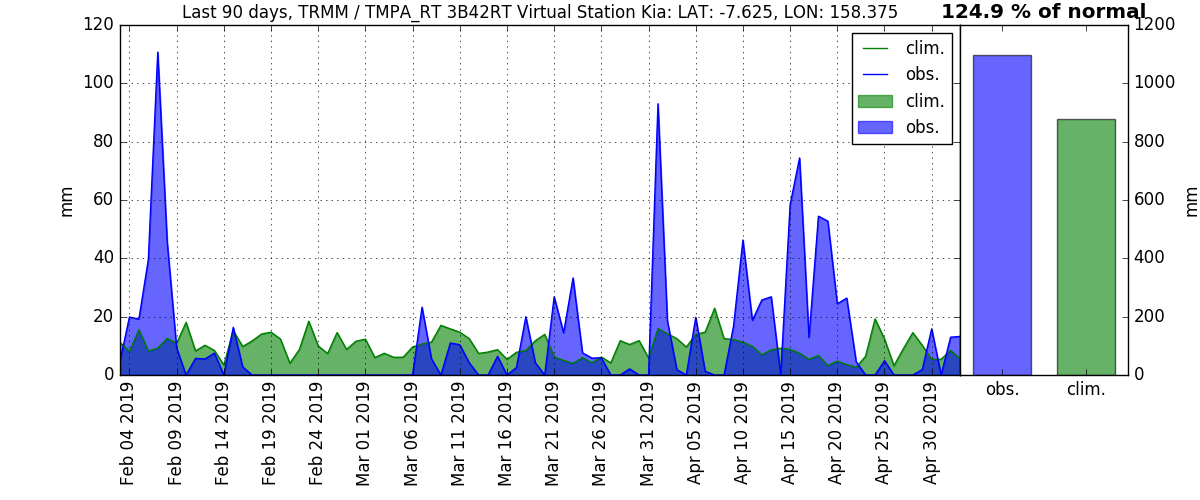 Last 90 days, TRMM / TMPA_RT 3B42RT Virtual Station Kia: LAT: -7.625, LON: 158.375
124.9 % of normal
120
100
80
60
40
20
0
mm
clim.
obs.
clim.
obs.
Feb 04 2019
Feb 09 2019
Feb 14 2019
Feb 19 2019
Feb 24 2019
Mar 01 2019
Mar 06 2019
Mar 11 2019
Mar 16 2019
Mar 21 2019
Mar 26 2019
Mar 31 2019
Apr 05 2019
Apr 10 2019
Apr 15 2019
Apr 20 2019
Apr 25 2019
Apr 30 2019
obs.
clim.
1200
1000
800
600
400
200
0
mm